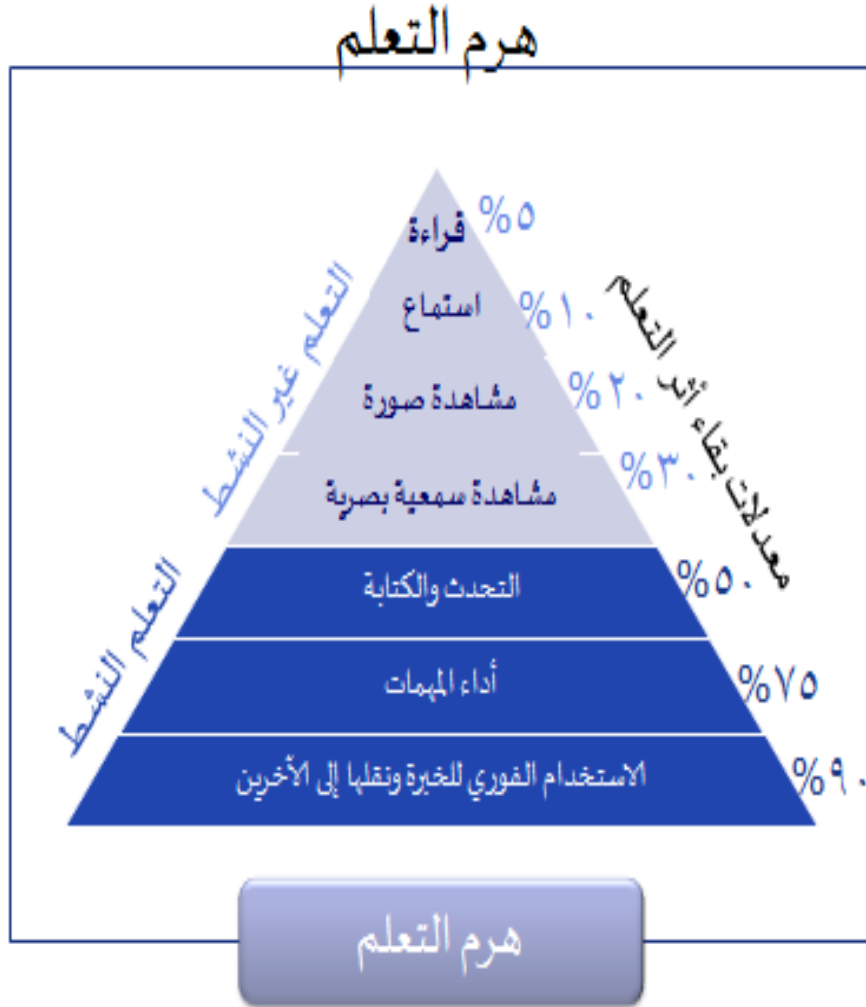 هرم التعلم
قراءة
%٥
استماع
%١٠
مشاهدة صورة
%٢٠
مشاهدة سمعية بصرية
%٣٠
التحدث والكتابة
%٥٠
أداء المهمات
%٧٥
الاستخدام الفوري للخبرة ونقلها إلى الآخرين
%٩٠
معدلات بقاء أثر التعلم
التعلم غير النشط
التعلم النشط
هرم التعلم